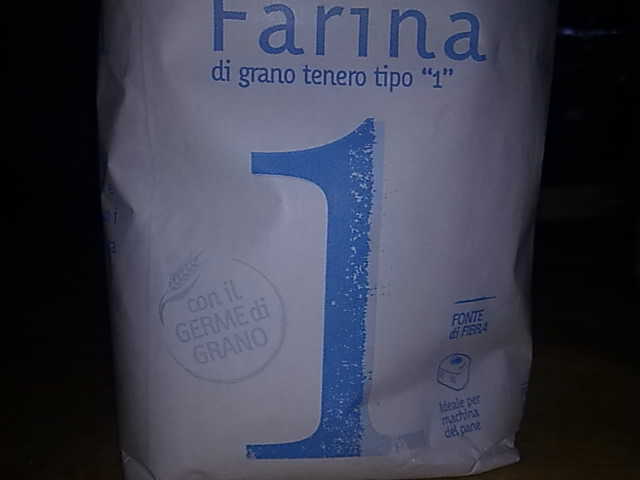 Farina
di grano tenero tipo "1"
1
con il
GERME di
GRANO
FONTE
di FIBRA
Ideale per
machina
del pane